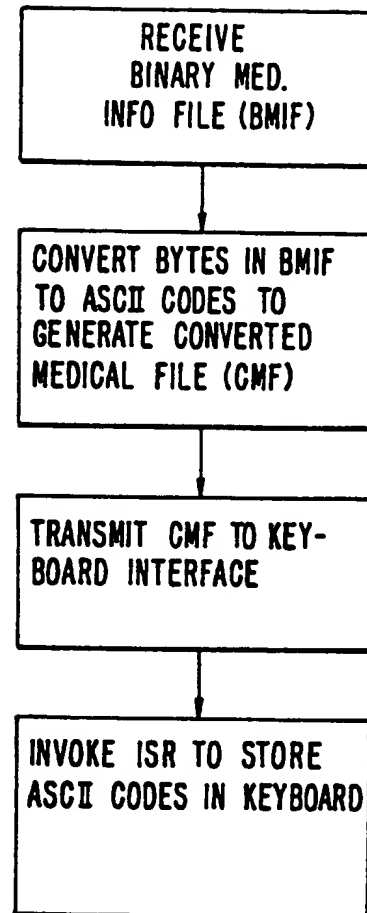 RECEIVE
BINARY MED.
INFO FILE (BMIF)
CONVERT BYTES IN BMIF
TO ASCII CODES TO
GENERATE CONVERTED
MEDICAL FILE (CMF)
TRANSMIT CMF TO KEY-
BOARD INTERFACE
INVOKE ISR TO STORE
ASCII CODES IN KEYBOARD